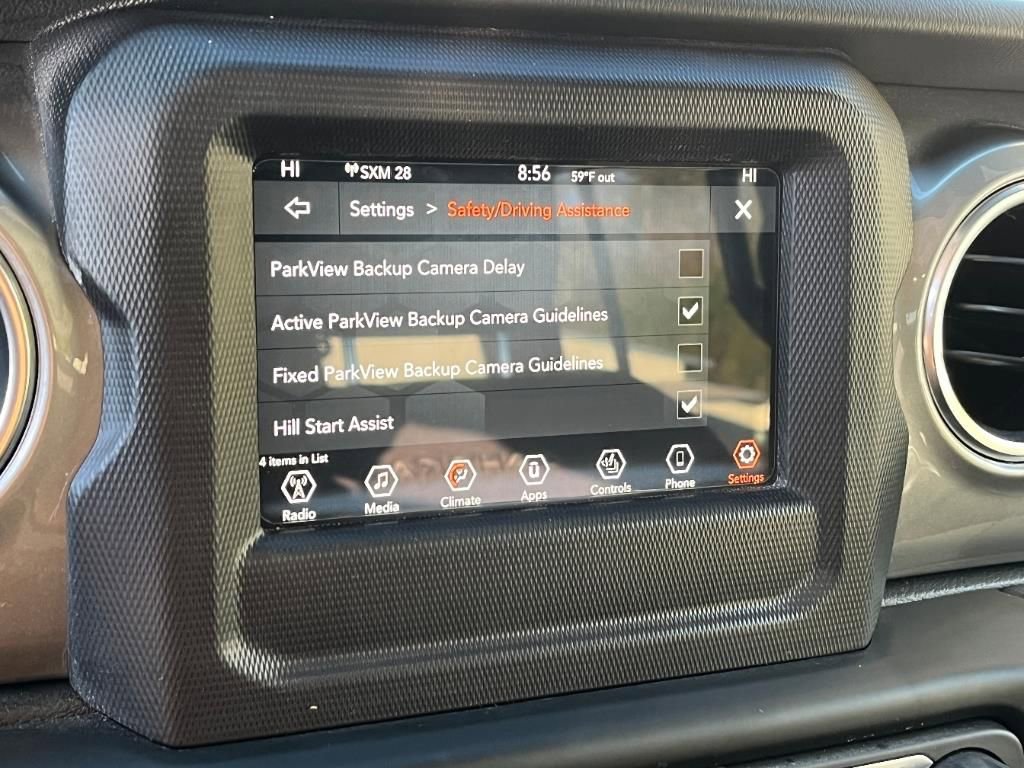 HI SXM 28 8:56 59°F out HI
Settings > Safety/Driving Assistance X
ParkView Backup Camera Delay
Active ParkView Backup Camera Guidelines
Fixed ParkView Backup Camera Guidelines
Hill Start Assist
4 items in List
Radio Media Climate Apps Controls Phone Settings